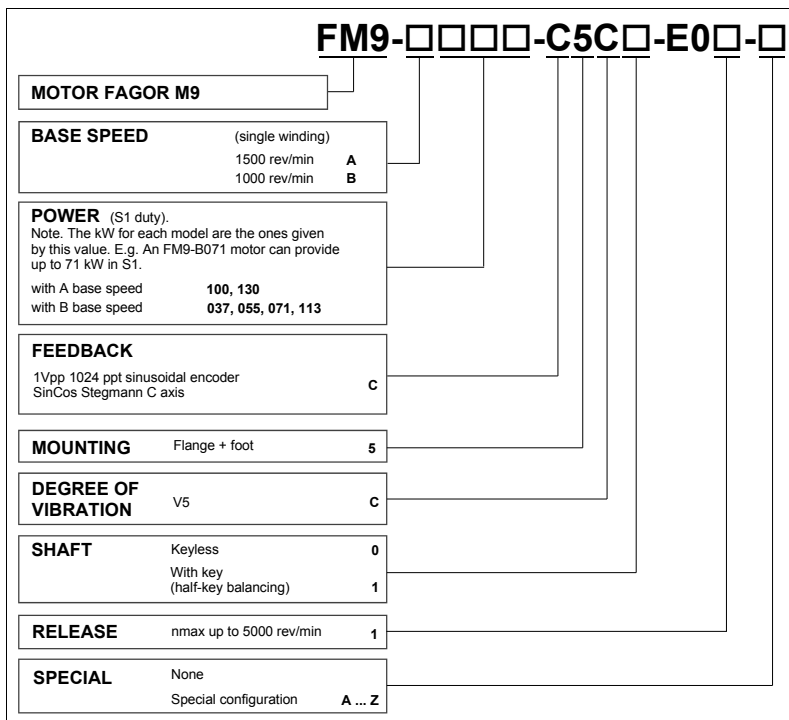 FM9-□□□□-C5C□-E0□-□
MOTOR FAGOR M9
BASE SPEED (single winding)
1500 rev/min A
1000 rev/min B
POWER (S1 duty).
Note. The kW for each model are the ones given
by this value. E.g. An FM9-B071 motor can provide
up to 71 kW in S1.
with A base speed 100, 130
with B base speed 037, 055, 071, 113
FEEDBACK
1Vpp 1024 ppt sinusoidal encoder
SinCos Stegmann C axis C
MOUNTING Flange + foot 5
DEGREE OF
VIBRATION V5 C
SHAFT Keyless 0
With key
(half-key balancing) 1
RELEASE nmax up to 5000 rev/min 1
SPECIAL None
Special configuration A ... Z